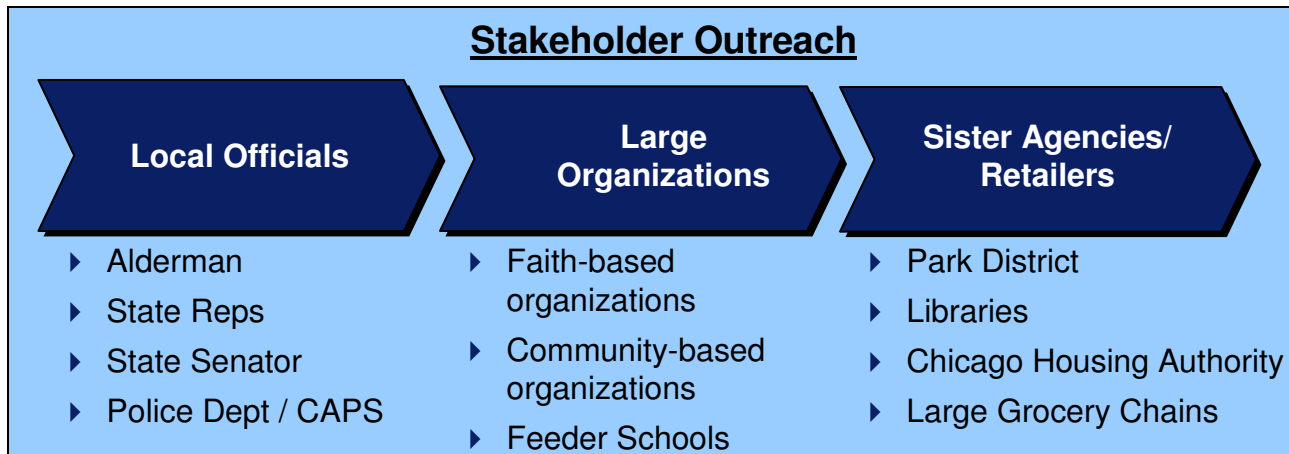 Stakeholder Outreach
Local Officials
Alderman
State Reps
State Senator
Police Dept / CAPS
Large
Organizations
Faith-based
organizations
Community-based
organizations
Feeder Schools
Sister Agencies/
Retailers
Park District
Libraries
Chicago Housing Authority
Large Grocery Chains